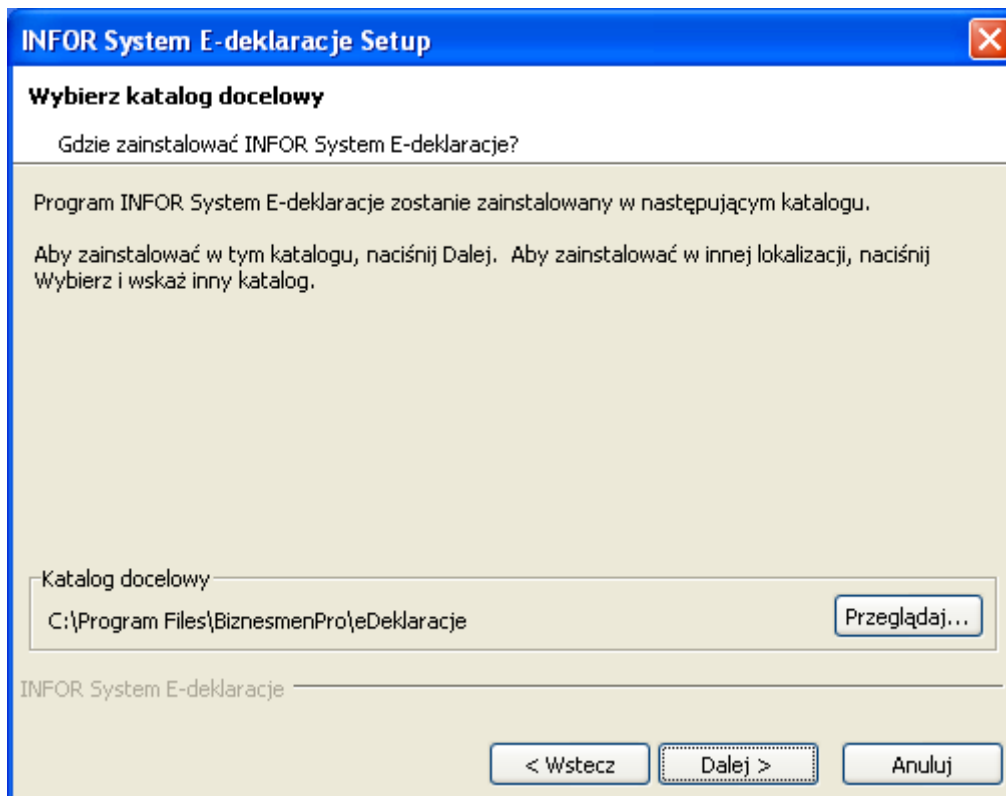 INFOR System E-deklaracje Setup
Wybierz katalog docelowy
Gdzie zainstalować INFOR System E-deklaracje?
Program INFOR System E-deklaracje zostanie zainstalowany w następującym katalogu.
Aby zainstalować w tym katalogu, naciśnij Dalej.  Aby zainstalować w innej lokalizacji, naciśnij
Wybierz i wskaż inny katalog.
Katalog docelowy
C:\Program Files\BiznesmenPro\eDeklaracje
Przeglądaj...
INFOR System E-deklaracje
< Wstecz
Dalej >
Anuluj